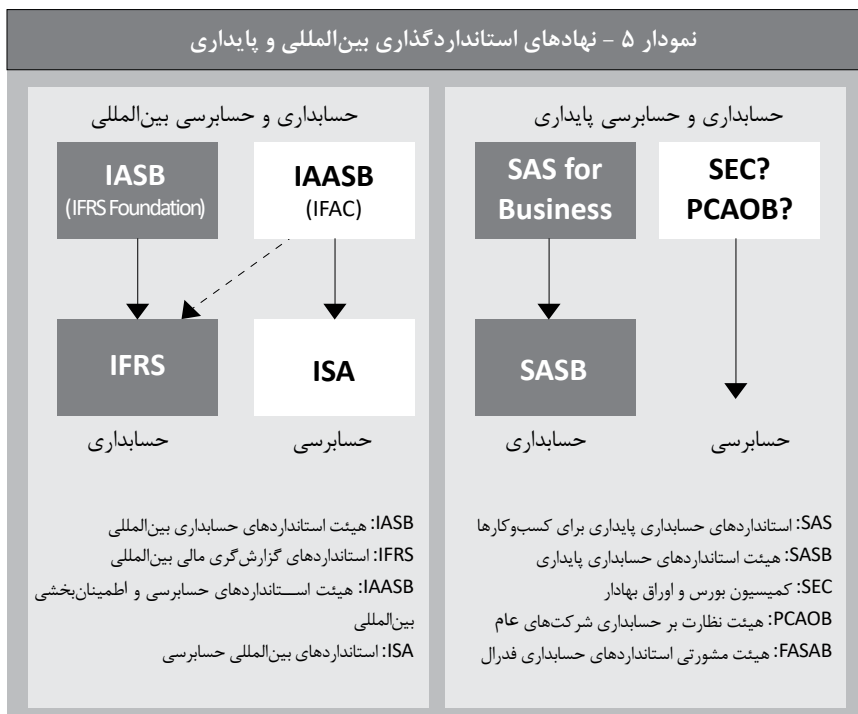 نمودار ۵ - نهادهای استانداردگذاری بین‌المللی و پایداری
حسابداری و حسابرسی پایداری
SAS for
Business
SEC?
PCAOB?
SASB
حسابداری
حسابرسی
SAS: استانداردهای حسابداری پایداری برای کسب‌وکارها
SASB: هیئت استانداردهای حسابداری پایداری
SEC: کمیسیون بورس و اوراق بهادار
PCAOB: هیئت نظارت بر حسابداری شرکت‌های عام
FASAB: هیئت مشورتی استانداردهای حسابداری فدرال
حسابداری و حسابرسی بین‌المللی
IASB
(IFRS Foundation)
IAASB
(IFAC)
IFRS
ISA
حسابداری
حسابرسی
IASB: هیئت استانداردهای حسابداری بین‌المللی
IFRS: استانداردهای گزارش‌گری مالی بین‌المللی
IAASB: هیئت اســتانداردهای حسابرسی و اطمینان‌بخشی
بین‌المللی
ISA: استانداردهای بین‌المللی حسابرسی